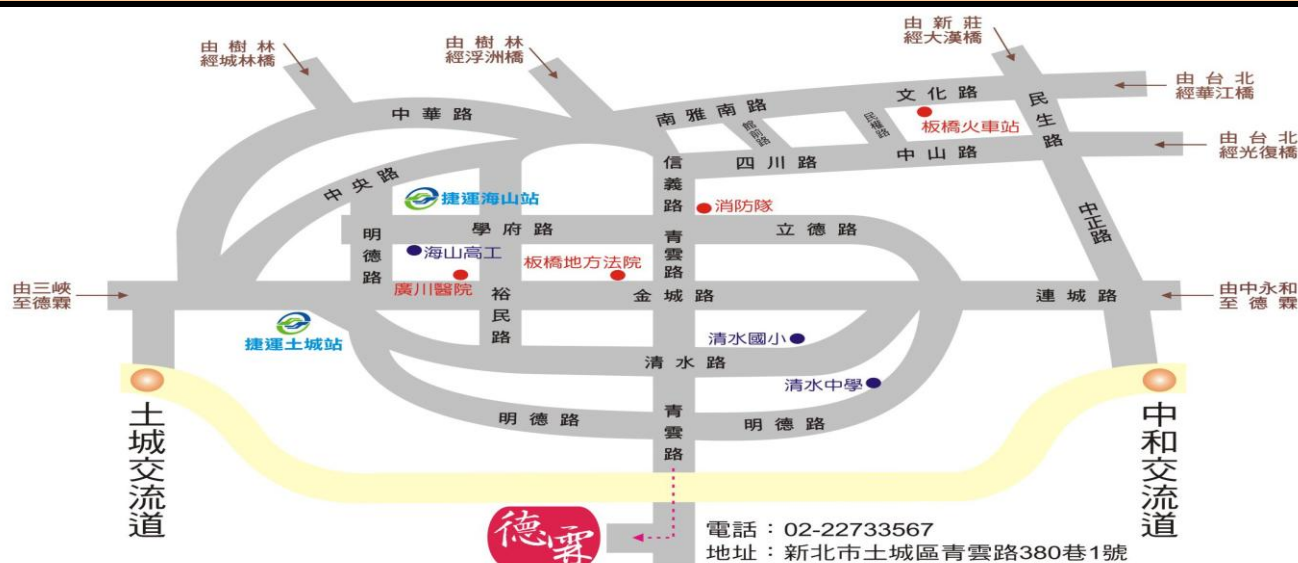 由樹林
經城林橋
由樹林
經浮洲橋
由新莊
經大漢橋
由台北
經華江橋
由台北
經光復橋
中華路
南雅南路
文化路
民生路
館前路
民權路
板橋火車站
信義路
四川路
中山路
中央路
捷運海山站
消防隊
中正路
明德路
學府路
立德路
海山高工
板橋地方法院
青雲路
廣川醫院
由三峽
至德霖
裕民路
金城路
連城路
由中永和
至德霖
捷運土城站
清水國小
清水路
清水中學
明德路
青雲路
明德路
土城交流道
中和交流道
德霖
電話：02-22733567
地址：新北市土城區青雲路380巷1號